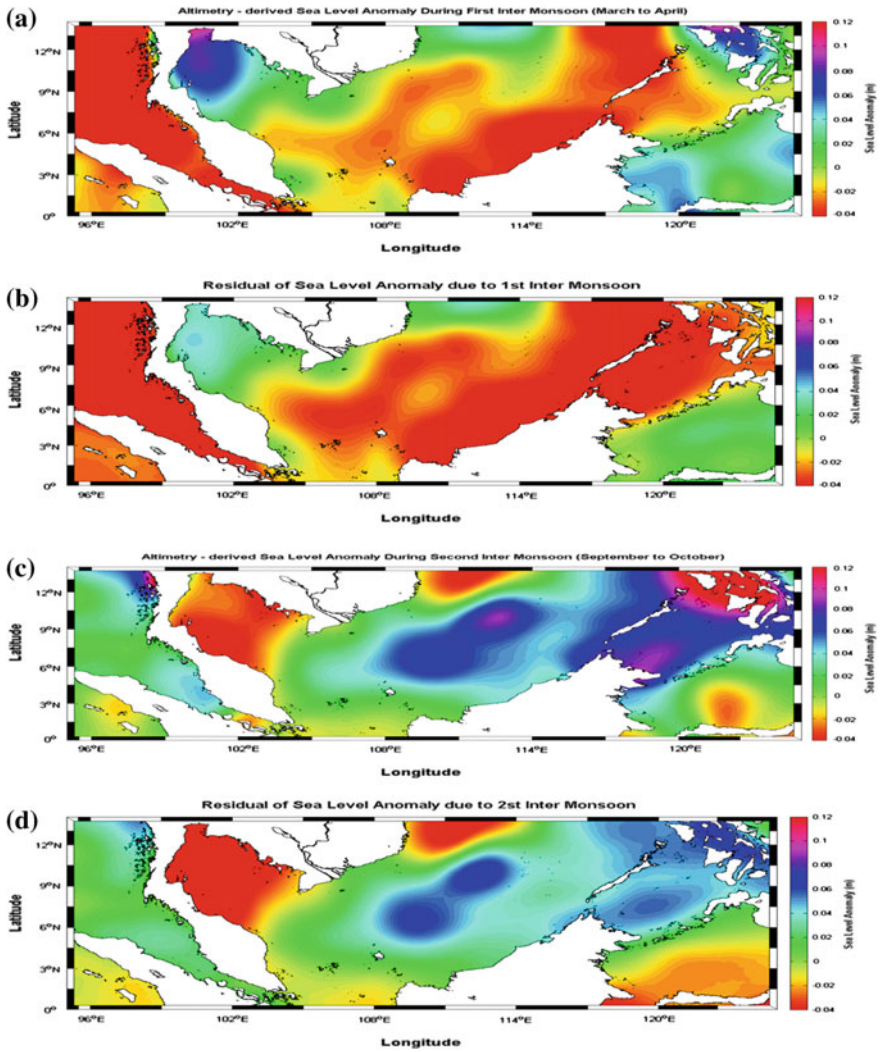 (a)
Altimetry - derived Sea Level Anomaly During First Inter Monsoon (March to April)
12°N
9°N
6°N
3°N
0°
Latitude
96°E 102°E 108°E 114°E 120°E
Longitude
0.12
0.1
0.08
0.06
0.04
0.02
0
-0.02
-0.04
Sea Level Anomaly (m)
(b)
Residual of Sea Level Anomaly due to 1st Inter Monsoon
12°N
9°N
6°N
3°N
0°
Latitude
96°E 102°E 108°E 114°E 120°E
Longitude
0.12
0.1
0.08
0.06
0.04
0.02
0
-0.02
-0.04
Sea Level Anomaly (m)
(c)
Altimetry - derived Sea Level Anomaly During Second Inter Monsoon (September to October)
12°N
9°N
6°N
3°N
0°
Latitude
96°E 102°E 108°E 114°E 120°E
Longitude
0.12
0.1
0.08
0.06
0.04
0.02
0
-0.02
-0.04
Sea Level Anomaly (m)
(d)
Residual of Sea Level Anomaly due to 2st Inter Monsoon
12°N
9°N
6°N
3°N
0°
Latitude
96°E 102°E 108°E 114°E 120°E
Longitude
0.12
0.1
0.08
0.06
0.04
0.02
0
-0.02
-0.04
Sea Level Anomaly (m)